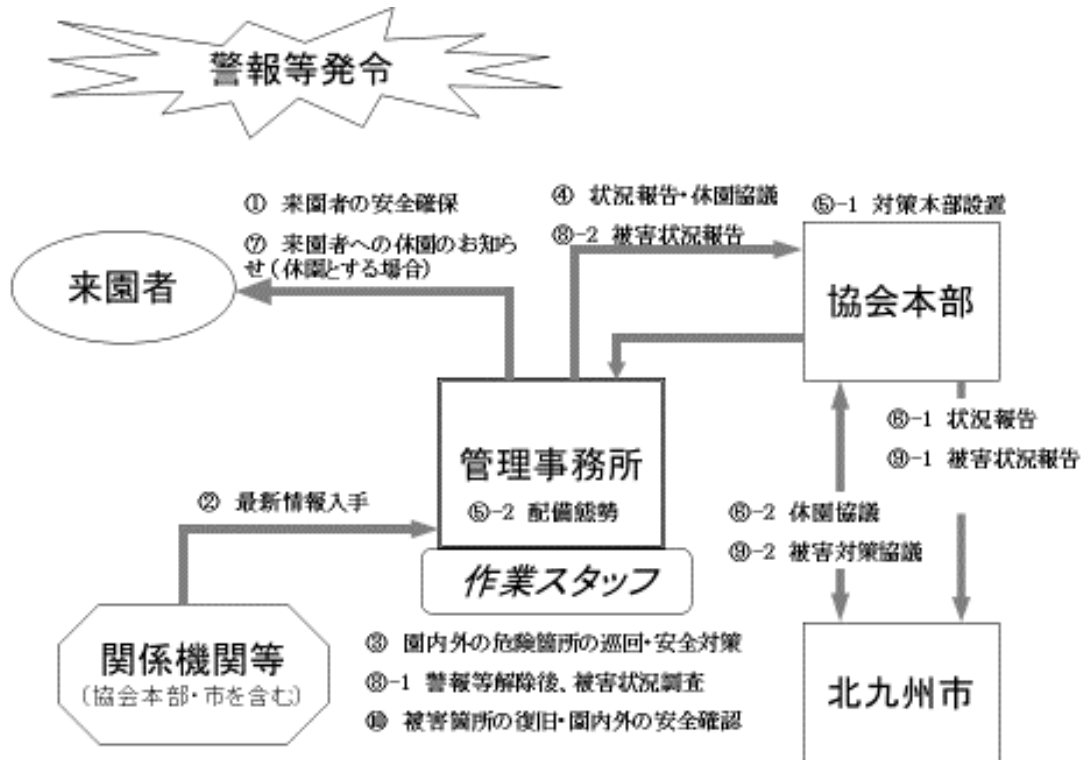 警報等発令
① 来園者の安全確保
⑦ 来園者への休園のお知ら
せ(休園とする場合)
④ 状況報告・休園協議
⑧-2 被害状況報告
⑤-1 対策本部設置
来園者
協会本部
管理事務所
⑤-2 配備態勢
作業スタッフ
⑥-1 状況報告
⑨-1 被害状況報告
② 最新情報入手
⑥-2 休園協議
⑨-2 被害対策協議
関係機関等
(協会本部・市を含む)
③ 園内外の危険箇所の巡回・安全対策
⑧-1 警報等解除後、被害状況調査
⑩ 被害箇所の復旧・園内外の安全確認
北九州市